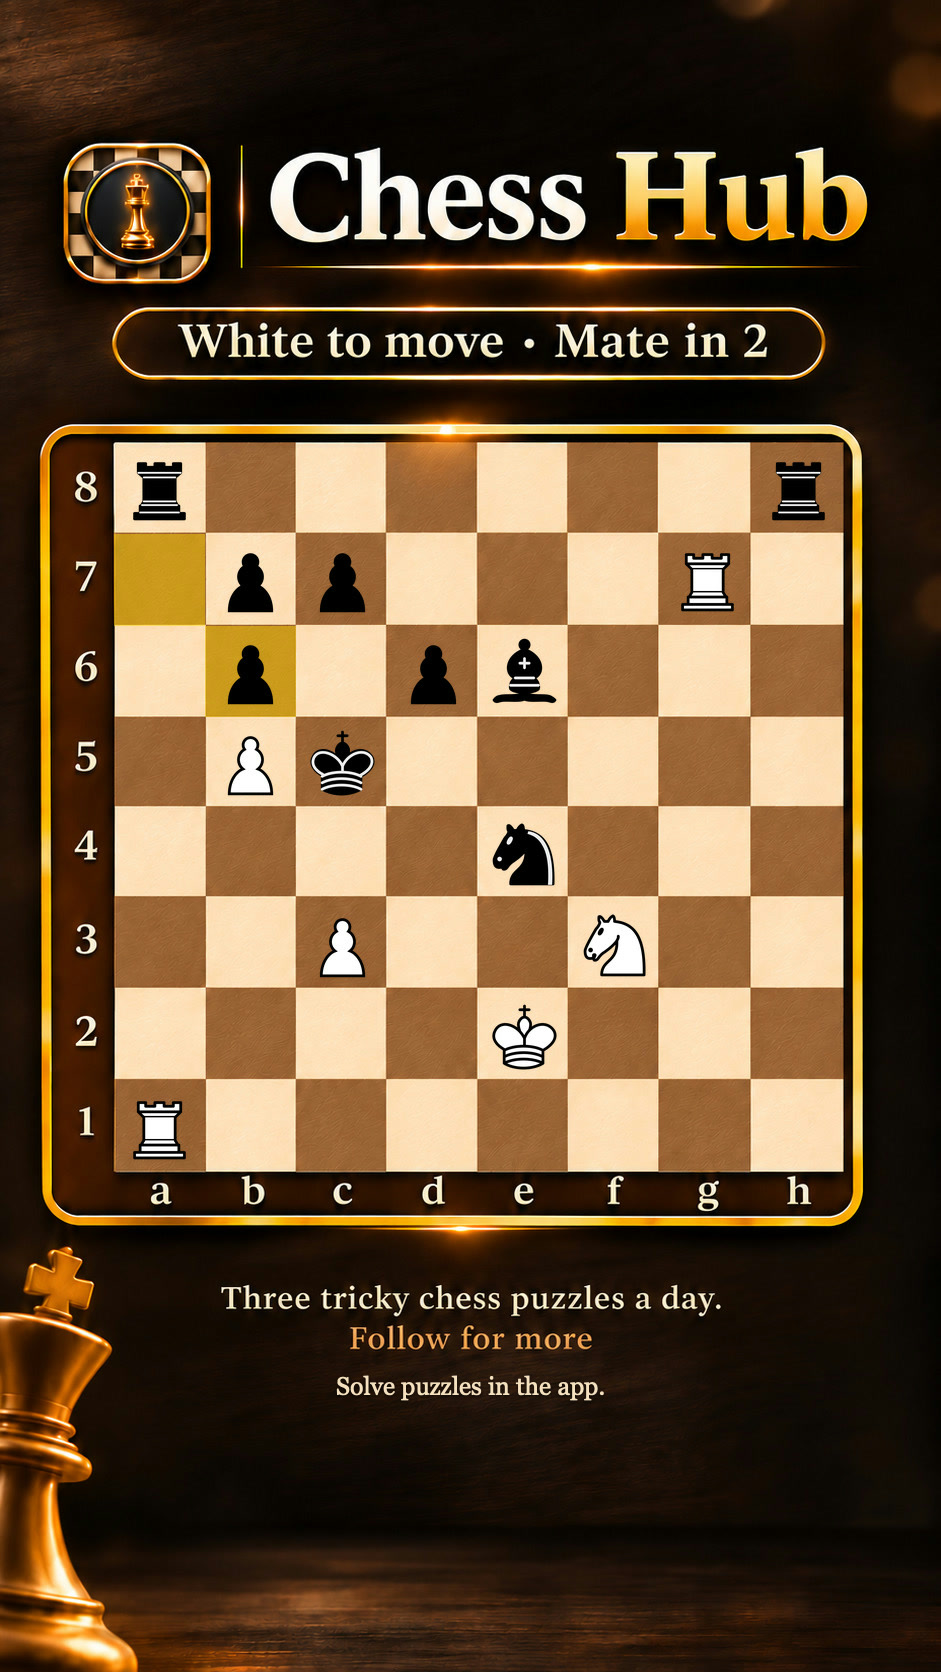 Chess Hub
White to move • Mate in 2
8
7
6
5
4
3
2
1
a b c d e f g h
Three tricky chess puzzles a day.
Follow for more
Solve puzzles in the app.